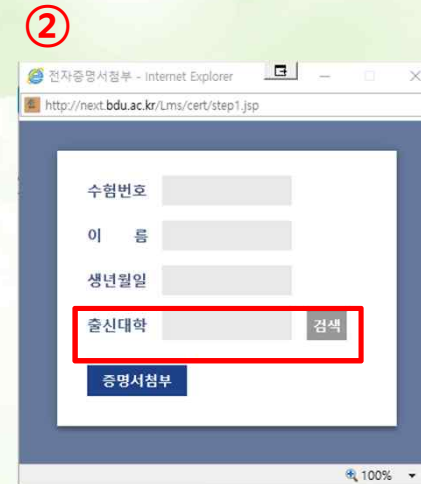 ②
전자증명서첨부 - Internet Explorer
http://next.bdu.ac.kr/Lms/cert/step1.jsp
수험번호
이 름
생년월일
출신대학 검색
증명서첨부
100%